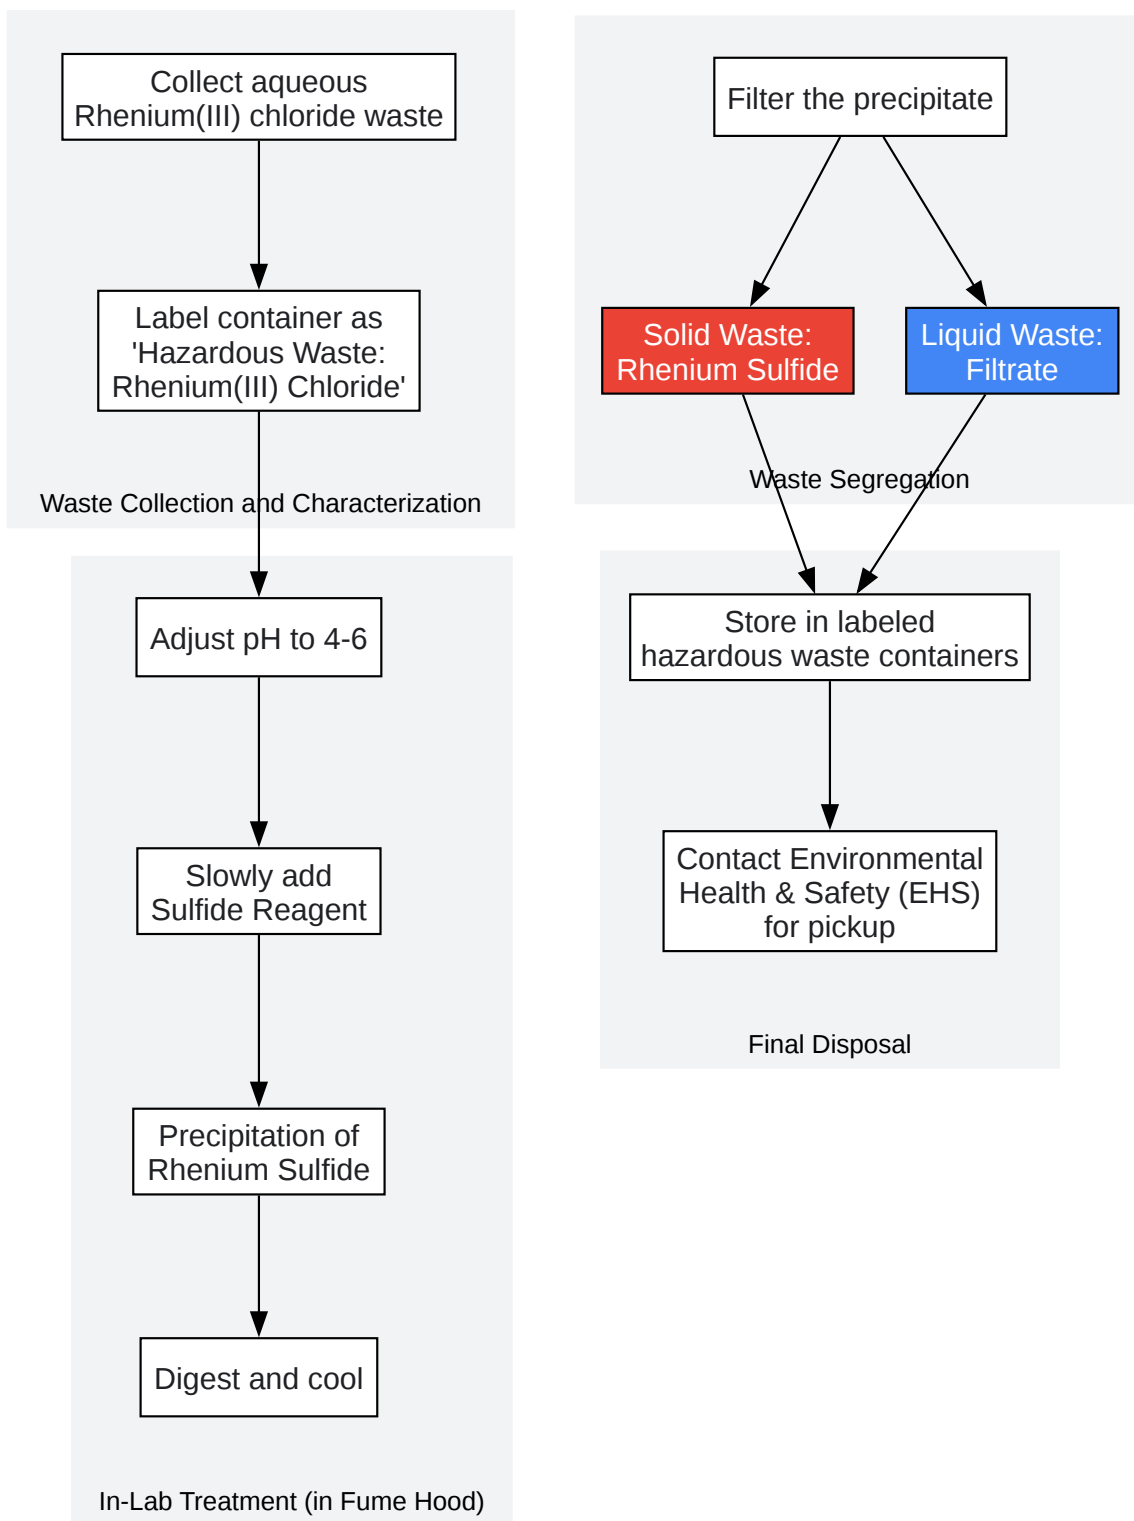 Collect aqueous
Rhenium(III) chloride waste
Label container as
'Hazardous Waste:
Rhenium(III) Chloride'
Waste Collection and Characterization
Adjust pH to 4-6
Slowly add
Sulfide Reagent
Precipitation of
Rhenium Sulfide
Digest and cool
In-Lab Treatment (in Fume Hood)
Filter the precipitate
Solid Waste:
Rhenium Sulfide
Liquid Waste:
Filtrate
Waste Segregation
Store in labeled
hazardous waste containers
Contact Environmental
Health & Safety (EHS)
for pickup
Final Disposal